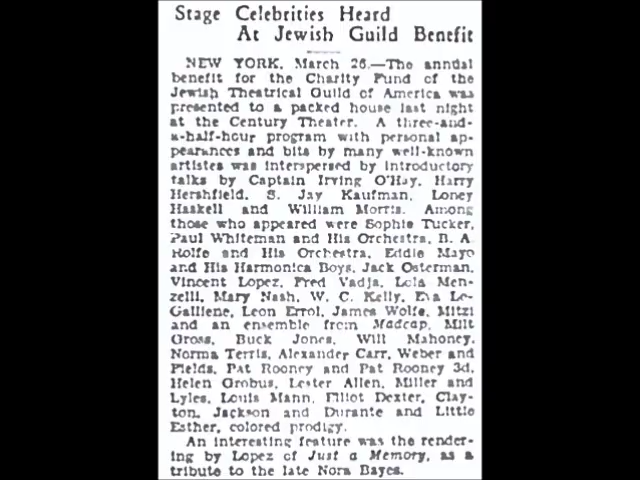 Stage Celebrities Heard
At Jewish Guild Benefit
NEW YORK, March 26.—The annual
benefit for the Charity Fund of the
Jewish Theatrical Guild of America was
presented to a packed house last night
at the Century Theater. A three-and-
a-half-hour program with personal ap-
pearances and bits by many well-known
artistes was interspersed by introductory
talks by Captain Irving O'Hay, Harry
Hershfield, S. Jay Kaufman, Loney
Haskell and William Morris. Among
those who appeared were Sophie Tucker,
Paul Whiteman and His Orchestra, B. A.
Rolfe and His Orchestra, Eddie Mayo
and His Harmonica Boys, Jack Osterman,
Vincent Lopez, Fred Vadja, Lola Men-
zelli, Mary Nash, W. C. Kelly, Eva Le-
Galliene, Leon Errol, James Wolfe, Mitzi
and an ensemble from Madcap, Milt
Gross, Buck Jones, Will Mahoney,
Norma Terris, Alexander Carr, Weber and
Fields, Pat Rooney and Pat Rooney 3d,
Helen Grobus, Lester Allen, Miller and
Lyles, Louis Mann, Elliot Dexter, Clay-
ton, Jackson and Durante and Little
Esther, colored prodigy.
An interesting feature was the render-
ing by Lopez of Just a Memory, as a
tribute to the late Nora Bayes.